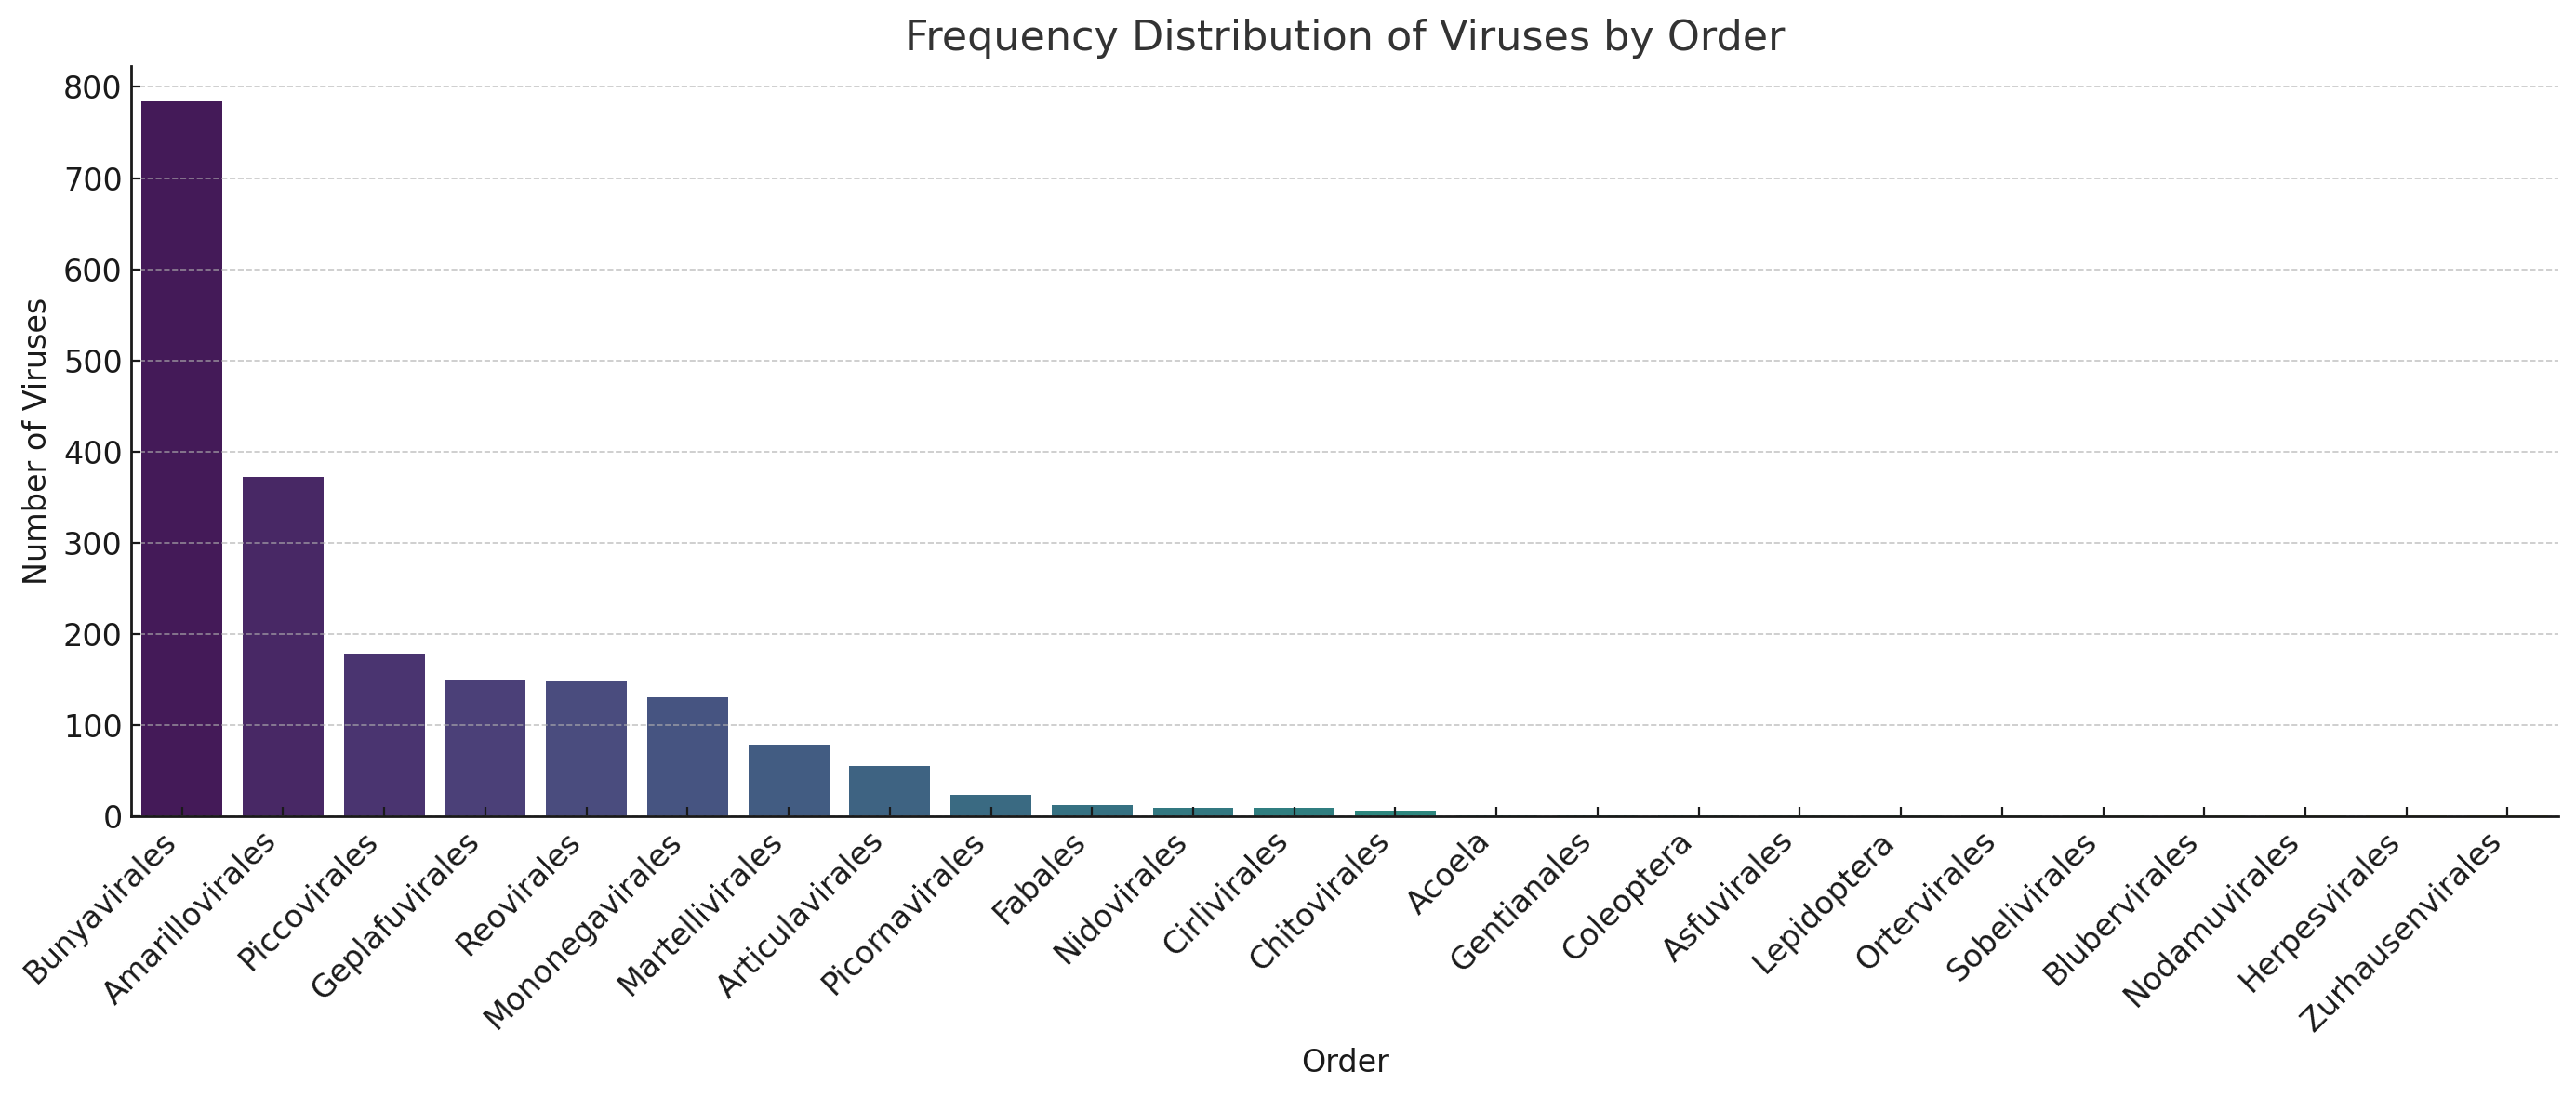 Frequency Distribution of Viruses by Order
Number of Viruses
800
700
600
500
400
300
200
100
0
Bunyavirales
Amarillovirales
Piccovirales
Geplafuvirales
Reovirales
Mononegavirales
Martellivirales
Articulavirales
Picornavirales
Fabales
Nidovirales
Cirlivirales
Chitovirales
Acoela
Gentianales
Coleoptera
Asfuvirales
Lepidoptera
Ortervirales
Sobelivirales
Blubervirales
Nodamuvirales
Herpesvirales
Zurhausenvirales
Order